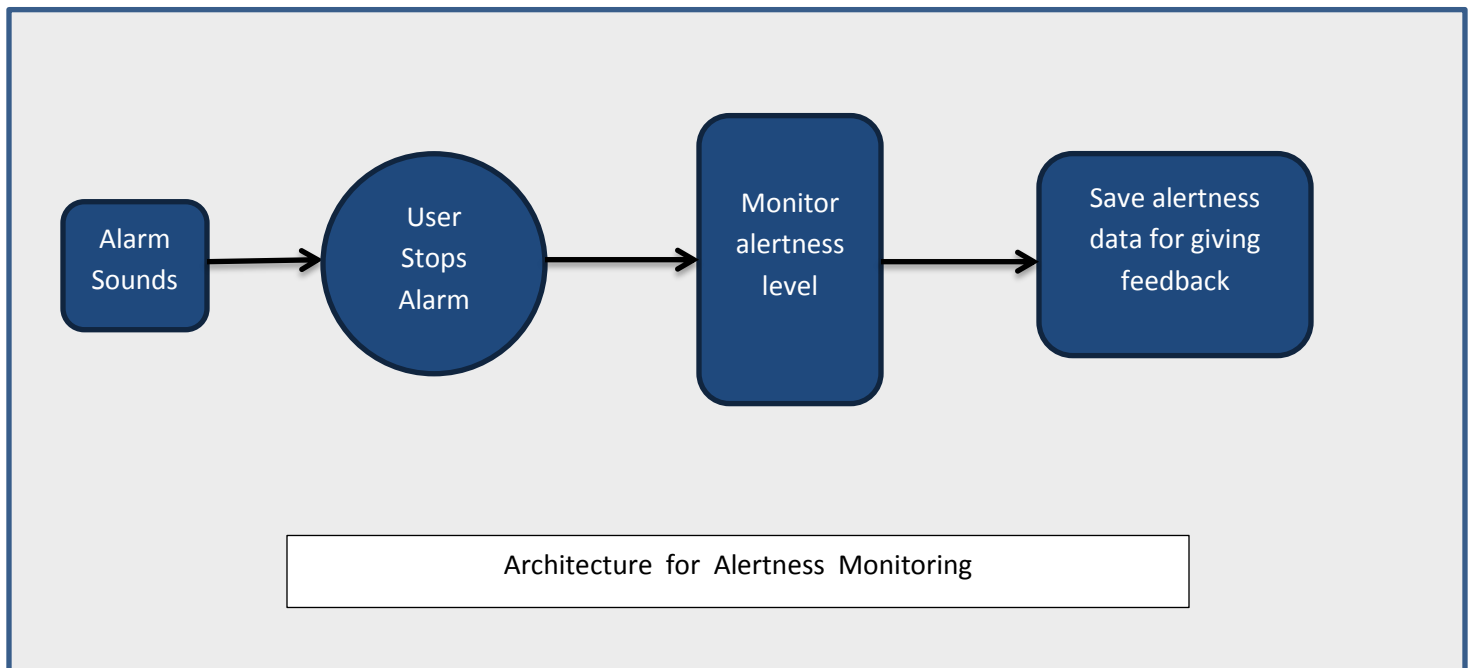 Alarm
Sounds
User
Stops
Alarm
Monitor
alertness
level
Save alertness
data for giving
feedback
Architecture for Alertness Monitoring